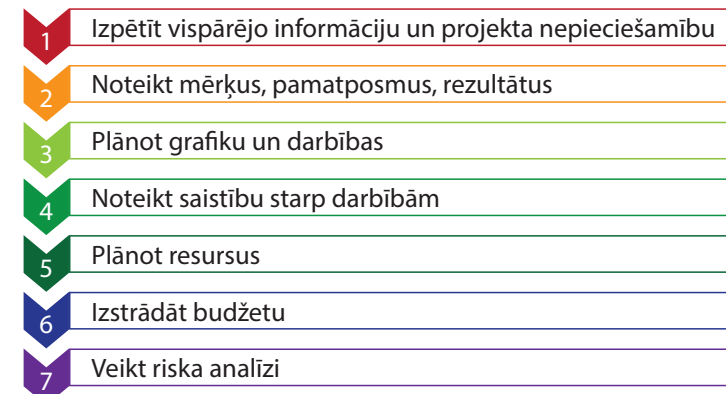 1 Izpētīt vispārējo informāciju un projekta nepieciešamību
2 Noteikt mērķus, pamatposmus, rezultātus
3 Plānot grafiku un darbības
4 Noteikt saistību starp darbībām
5 Plānot resursus
6 Izstrādāt budžetu
7 Veikt riska analīzi